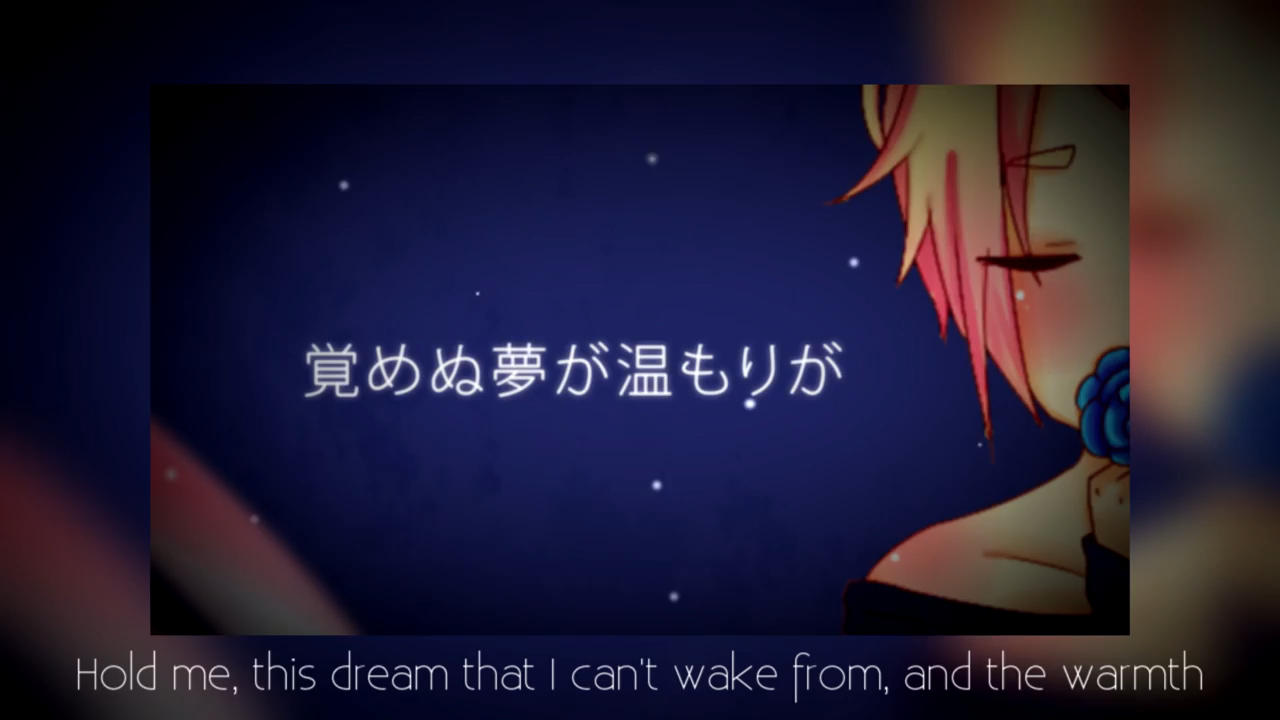 覚めぬ夢が温もりが
Hold me, this dream that I can't wake from, and the warmth